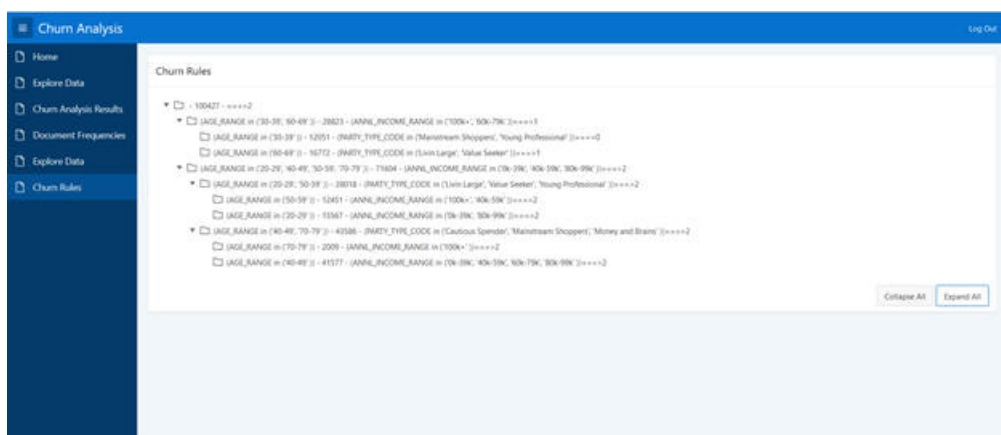 Churn Analysis
Log Out
Home
Explore Data
Churn Analysis Results
Document Frequencies
Explore Data
Churn Rules
Churn Rules
- 100427 - ====2
(AGE_RANGE in ('30-39', '60-69' )) - 28823 - (ANNL_INCOME_RANGE in ('100k+', '60k-79k' ))====1
(AGE_RANGE in ('30-39' )) - 12051 - (PARTY_TYPE_CODE in ('Mainstream Shoppers', 'Young Professional' ))====0
(AGE_RANGE in ('60-69' )) - 16772 - (PARTY_TYPE_CODE in ('Livin Large', 'Value Seeker' ))====1
(AGE_RANGE in ('20-29', '40-49', '50-59', '70-79' )) - 71604 - (ANNL_INCOME_RANGE in ('0k-39k', '40k-59k', '80k-99k' ))====2
(AGE_RANGE in ('20-29', '50-59' )) - 28018 - (PARTY_TYPE_CODE in ('Livin Large', 'Value Seeker', 'Young Professional' ))====2
(AGE_RANGE in ('50-59' )) - 12451 - (ANNL_INCOME_RANGE in ('100k+', '40k-59k' ))====2
(AGE_RANGE in ('20-29' )) - 15567 - (ANNL_INCOME_RANGE in ('0k-39k', '80k-99k' ))====2
(AGE_RANGE in ('40-49', '70-79' )) - 43586 - (PARTY_TYPE_CODE in ('Cautious Spender', 'Mainstream Shoppers', 'Money and Brains' ))====2
(AGE_RANGE in ('70-79' )) - 2009 - (ANNL_INCOME_RANGE in ('100k+' ))====2
(AGE_RANGE in ('40-49' )) - 41577 - (ANNL_INCOME_RANGE in ('0k-39k', '40k-59k', '60k-79k', '80k-99k' ))====2
Collapse All
Expand All